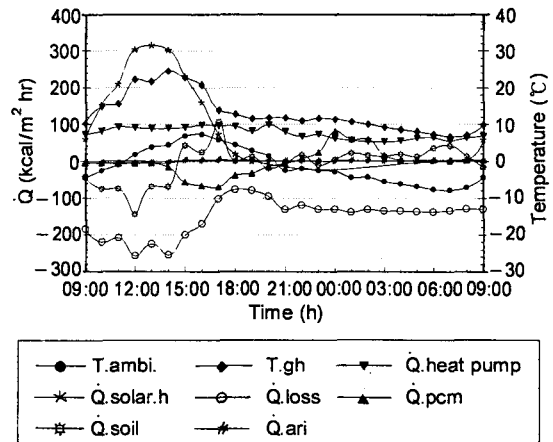 400
300
200
100
0
−100
−200
−300
Q̇ (kcal/m² hr)
40
30
20
10
0
−10
−20
−30
Temperature (℃)
09:00 12:00 15:00 18:00 21:00 00:00 03:00 06:00 09:00
Time (h)
T.ambi. T.gh Q̇.heat pump
Q̇.solar.h Q̇.loss Q̇.pcm
Q̇.soil Q̇.ari